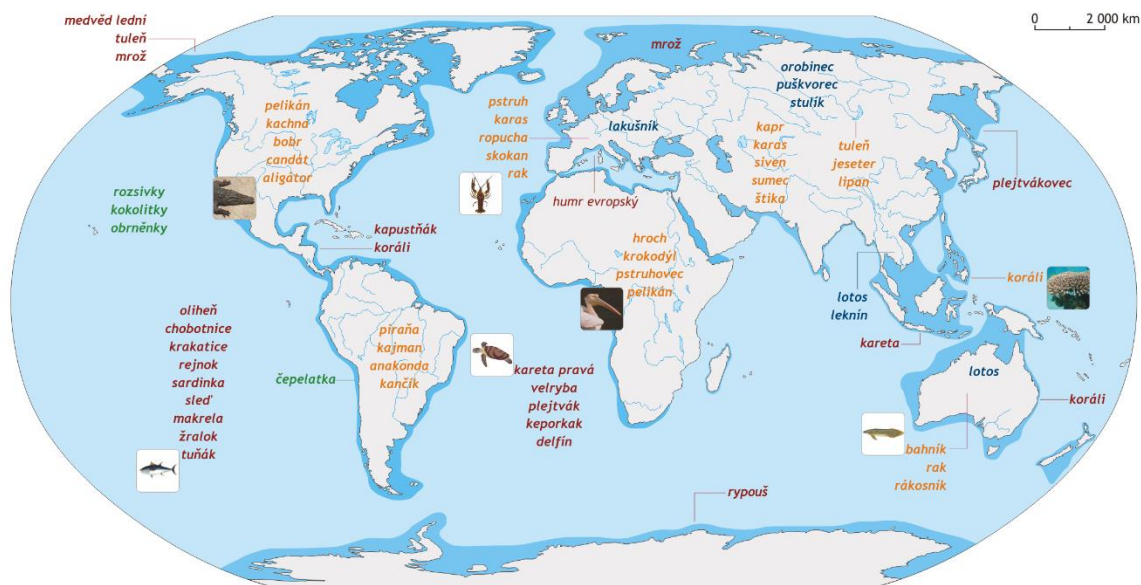 0 2 000 km
medvěd lední
tuleň
mrož
mrož
orobinec
puškvorec
stulík
pelikán
kachna
bobr
candát
aligátor
pstruh
karas
ropucha
skokan
rak
lakušník
kapr
karas
siven
sumec
štika
tuleň
jeseter
lipan
plejtvákovec
rozsivky
kokolitky
obrněnky
humr evropský
kapustňák
koráli
hroch
krokodýl
pstruhovec
pelikán
lotos
leknín
koráli
oliheň
chobotnice
krakatice
rejnok
sardinka
sleď
makrela
žralok
tuňák
piraňa
kajman
anakonda
kančík
čepelatka
kareta pravá
velryba
plejtvák
keporkak
delfín
kareta
lotos
koráli
bahník
rak
rákosník
rypouš